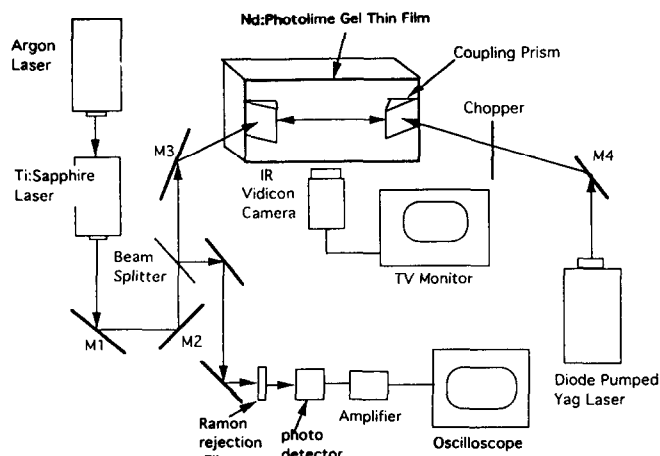 Nd:Photolime Gel Thin Film
Argon
Laser
Coupling Prism
Chopper
M3
M4
Ti:Sapphire
Laser
IR
Vidicon
Camera
Beam
Splitter
TV Monitor
M1
M2
Diode Pumped
Yag Laser
Amplifier
Ramon
rejection
photo
detector
Oscilloscope